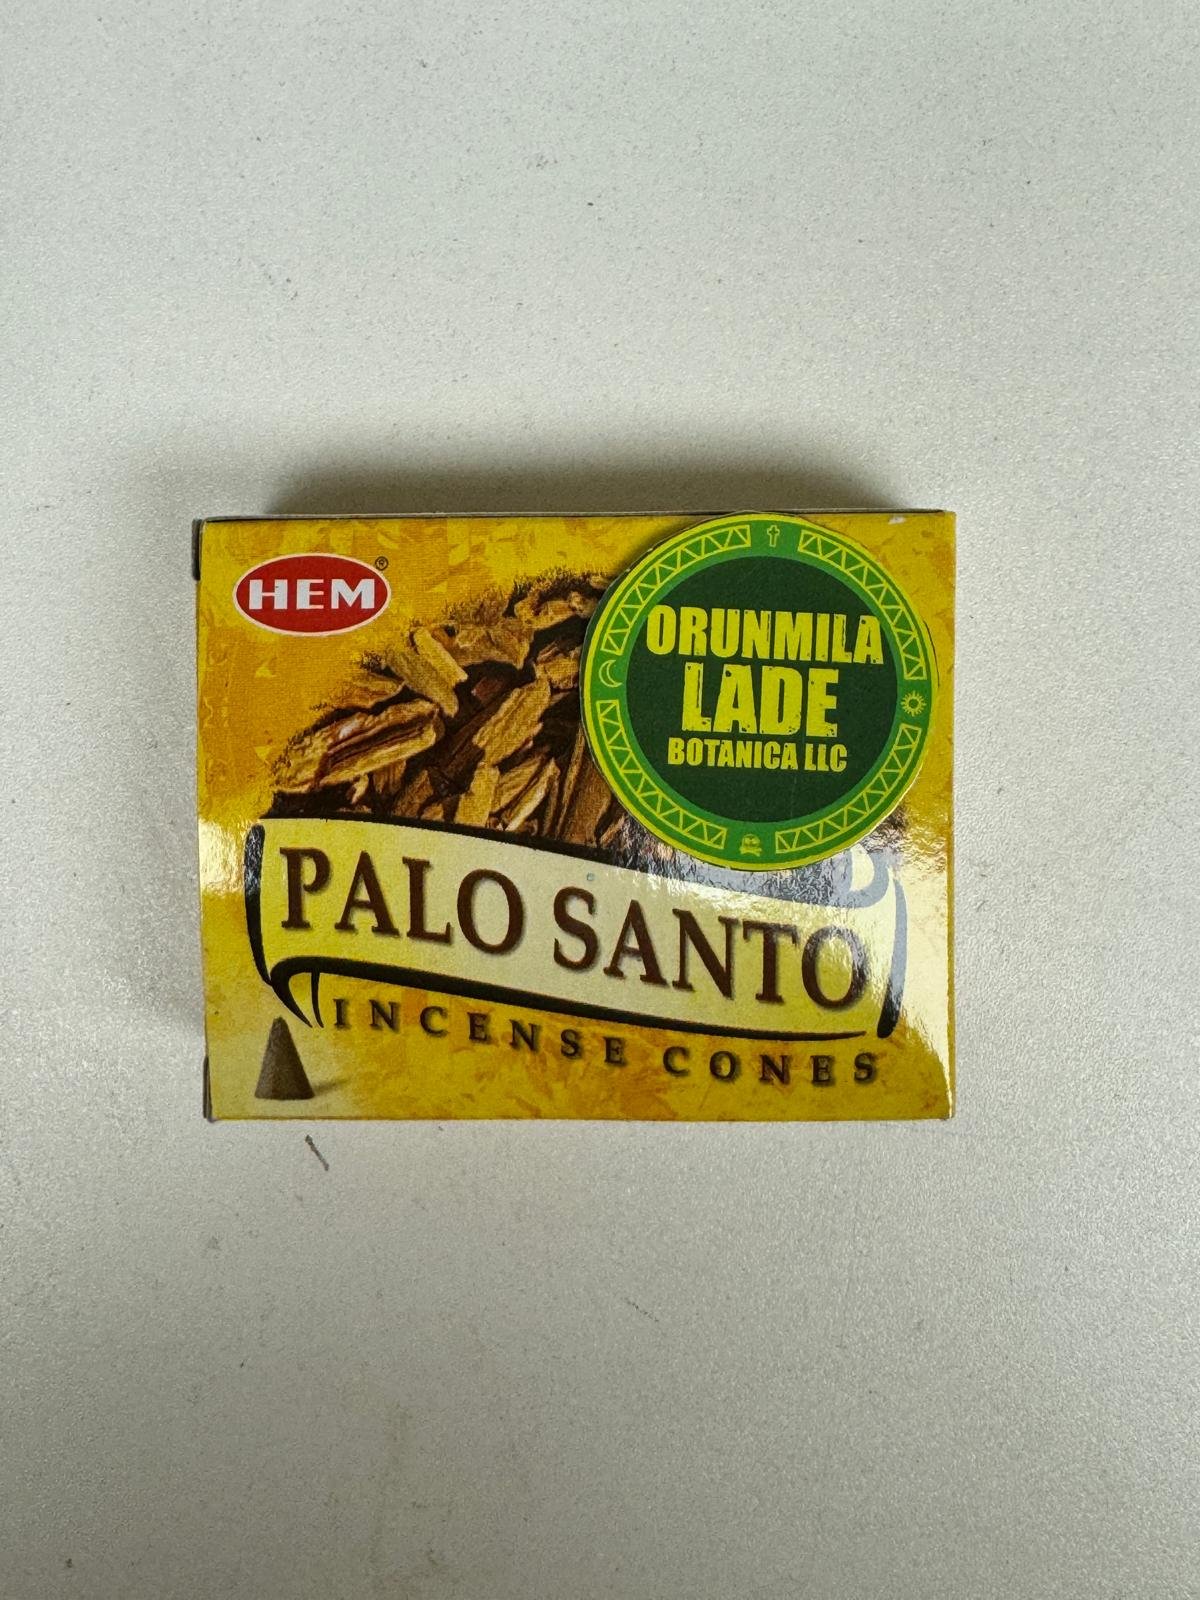 HEM®
ORUNMILA
LADE
BOTANICA LLC
PALO SANTO
INCENSE CONES